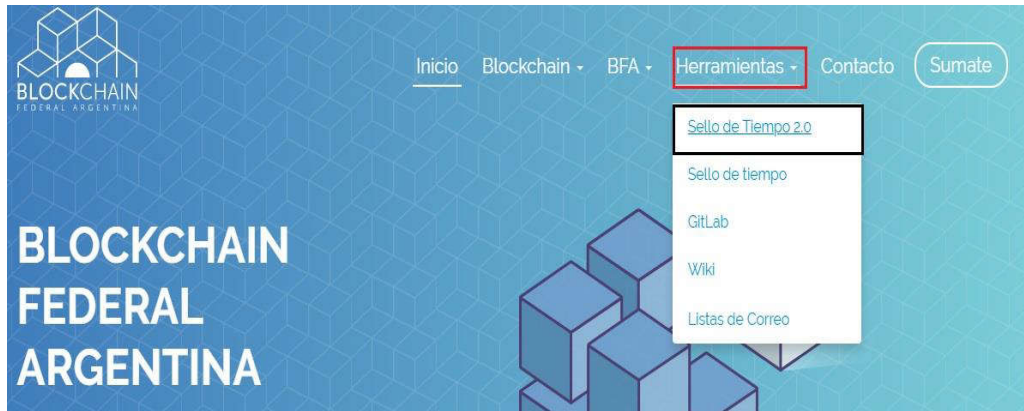 BLOCKCHAIN
FEDERAL ARGENTINA
Inicio Blockchain BFA Herramientas Contacto Sumate
Sello de Tiempo 2.0
Sello de tiempo
GitLab
Wiki
Listas de Correo
BLOCKCHAIN
FEDERAL
ARGENTINA